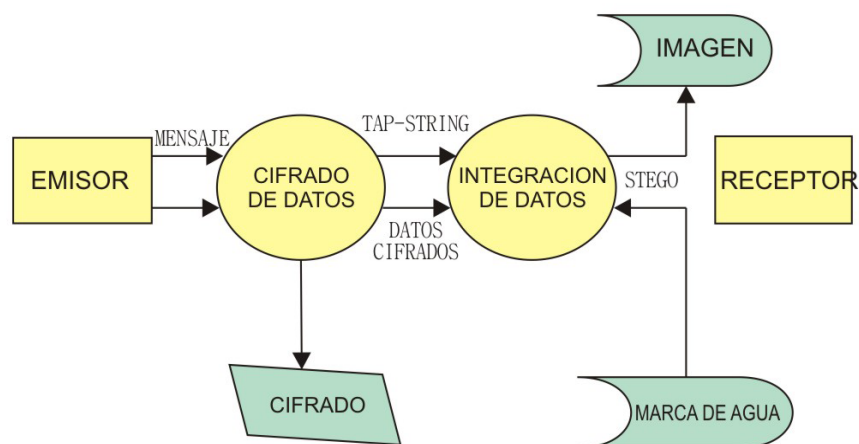 IMAGEN
MENSAJE
TAP-STRING
EMISOR
CIFRADO
DE DATOS
INTEGRACION
DE DATOS
STEGO
RECEPTOR
DATOS
CIFRADOS
CIFRADO
MARCA DE AGUA